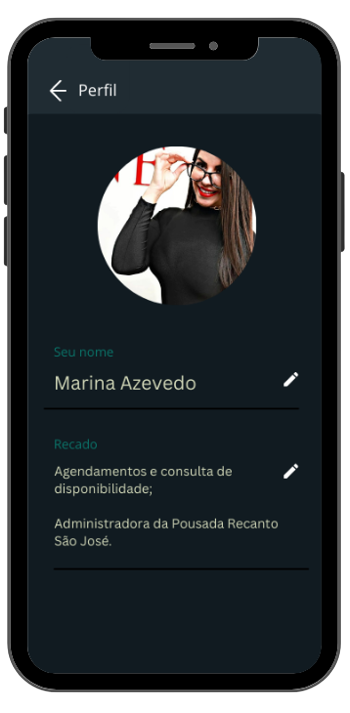 Perfil
Seu nome
Marina Azevedo
Recado
Agendamentos e consulta de
disponibilidade;
Administradora da Pousada Recanto
São José.